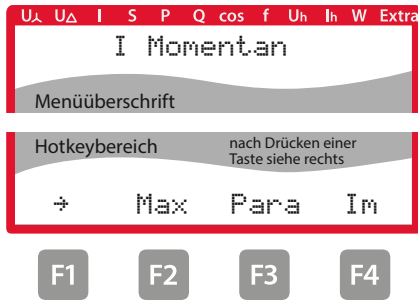 U⅄ U△ I S P Q cos f Uh Ih W Extra
I Momentan
Menüüberschrift
Hotkeybereich
nach Drücken einer
Taste siehe rechts
→ Max Para Im
F1 F2 F3 F4